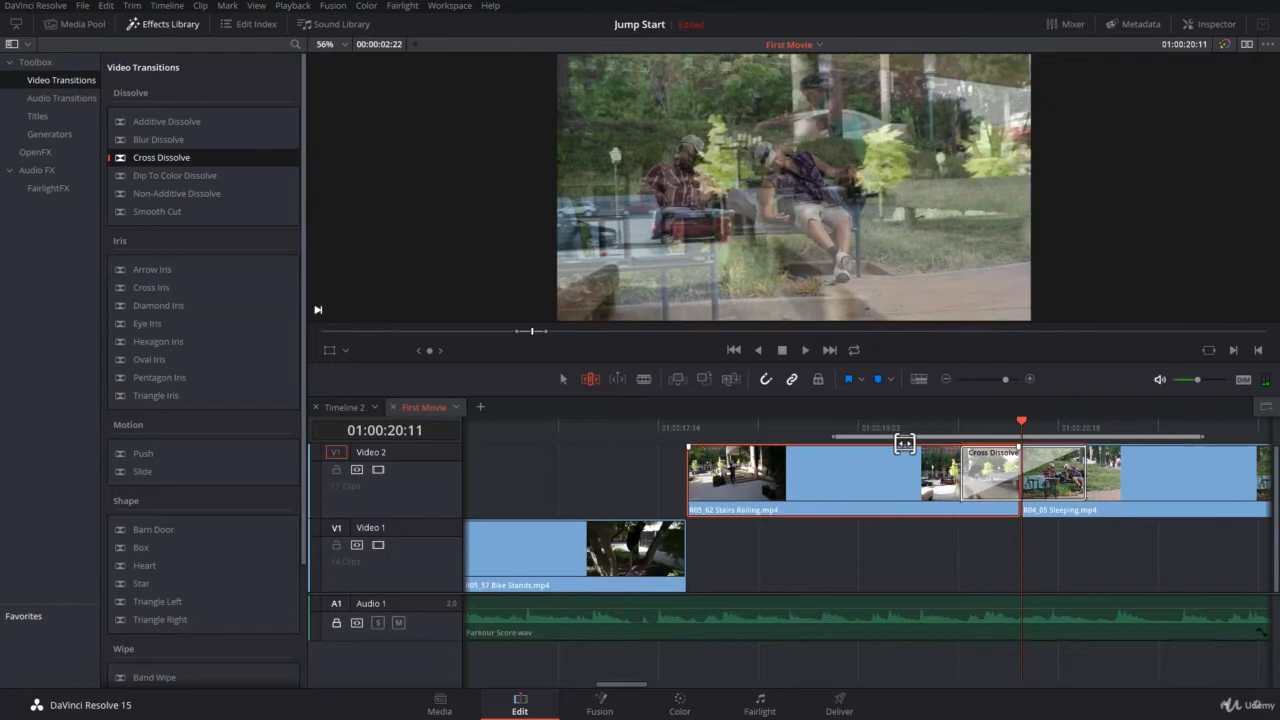 DaVinci Resolve File Edit Trim Timeline Clip Mark View Playback Fusion Color Fairlight Workspace Help
Media Pool Effects Library Edit Index Sound Library Jump Start Edited Mixer Metadata Inspector
56% 00:00:02:22 First Movie 01:00:20:11
Toolbox
Video Transitions
Audio Transitions
Titles
Generators
OpenFX
Audio FX
FairlightFX
Favorites
Video Transitions
Dissolve
Additive Dissolve
Blur Dissolve
Cross Dissolve
Dip To Color Dissolve
Non-Additive Dissolve
Smooth Cut
Iris
Arrow Iris
Cross Iris
Diamond Iris
Eye Iris
Hexagon Iris
Oval Iris
Pentagon Iris
Triangle Iris
Motion
Push
Slide
Shape
Barn Door
Box
Heart
Star
Triangle Left
Triangle Right
Wipe
Band Wipe
DIM
Timeline 2 First Movie
01:00:20:11 01:00:17:14 01:00:19:03 01:00:20:19
V1 Video 2
17 Clips
Cross Dissolve
R05_62 Stairs Railing.mp4 R04_05 Sleeping.mp4
V1 Video 1
14 Clips
R05_57 Bike Stands.mp4
A1 Audio 1 2.0
S M
Parkour Score.wav
DaVinci Resolve 15
Media Edit Fusion Color Fairlight Deliver
Udemy